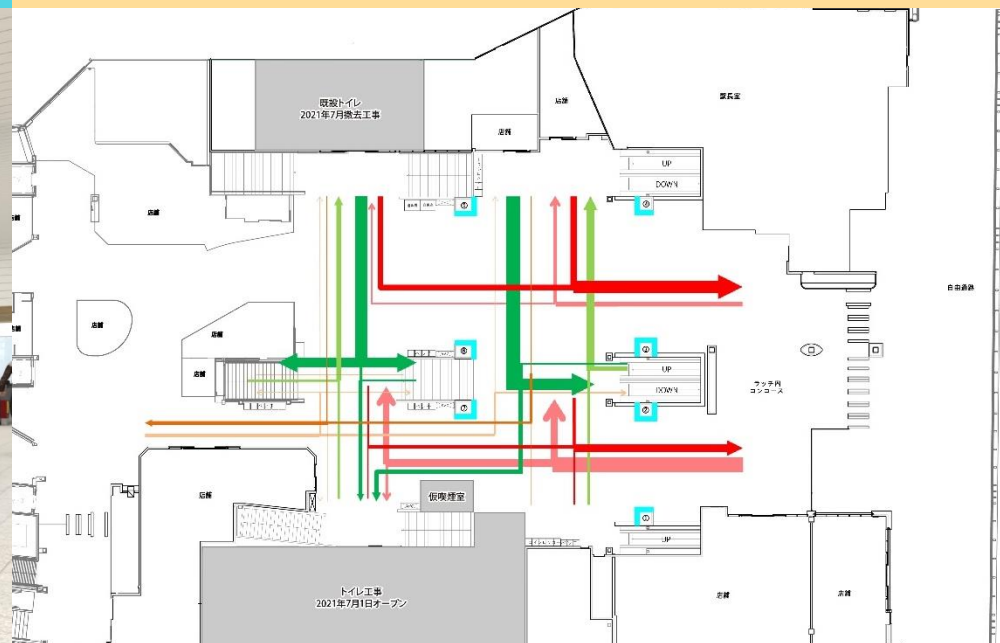 既設トイレ
2021年7月撤去工事
店舗
店舗
駅長室
UP
DOWN
店舗
自由通路
店舗
店舗
店舗
UP
DOWN
ラッチ内
コンコース
店舗
仮喫煙室
UP
トイレ工事
2021年7月1日オープン
店舗
店舗